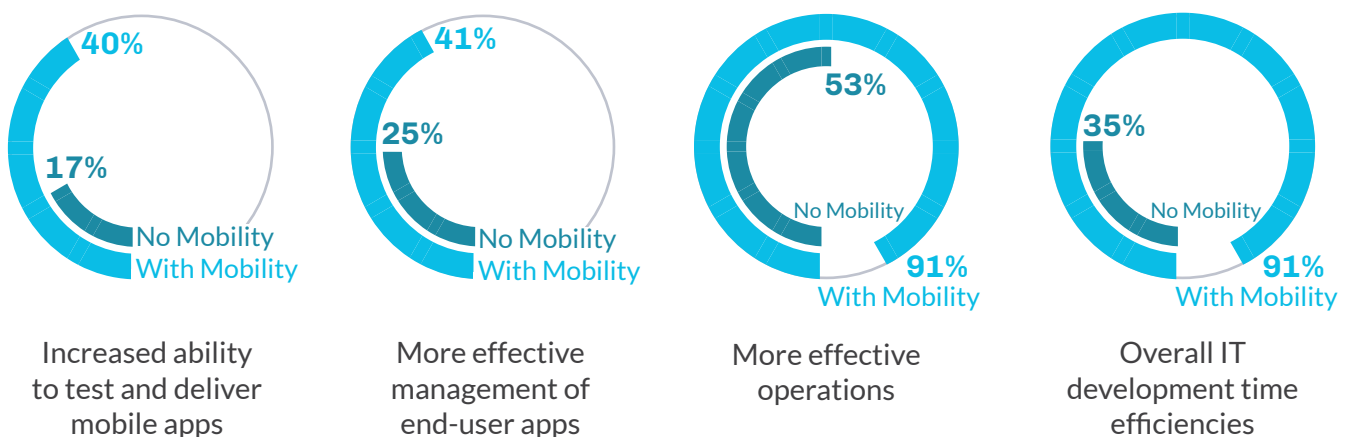 40%
17%
No Mobility
With Mobility
Increased ability
to test and deliver
mobile apps
41%
25%
No Mobility
With Mobility
More effective
management of
end-user apps
53%
No Mobility
91%
With Mobility
More effective
operations
35%
No Mobility
91%
With Mobility
Overall IT
development time
efficiencies